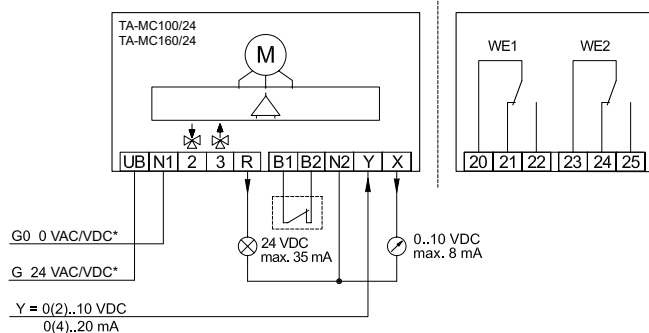 TA-MC100/24
TA-MC160/24
M
WE1 WE2
UB N1 2 3 R B1 B2 N2 Y X
20 21 22 23 24 25
G0 0 VAC/VDC*
24 VDC
max. 35 mA
0..10 VDC
max. 8 mA
G 24 VAC/VDC*
Y = 0(2)..10 VDC
0(4)..20 mA